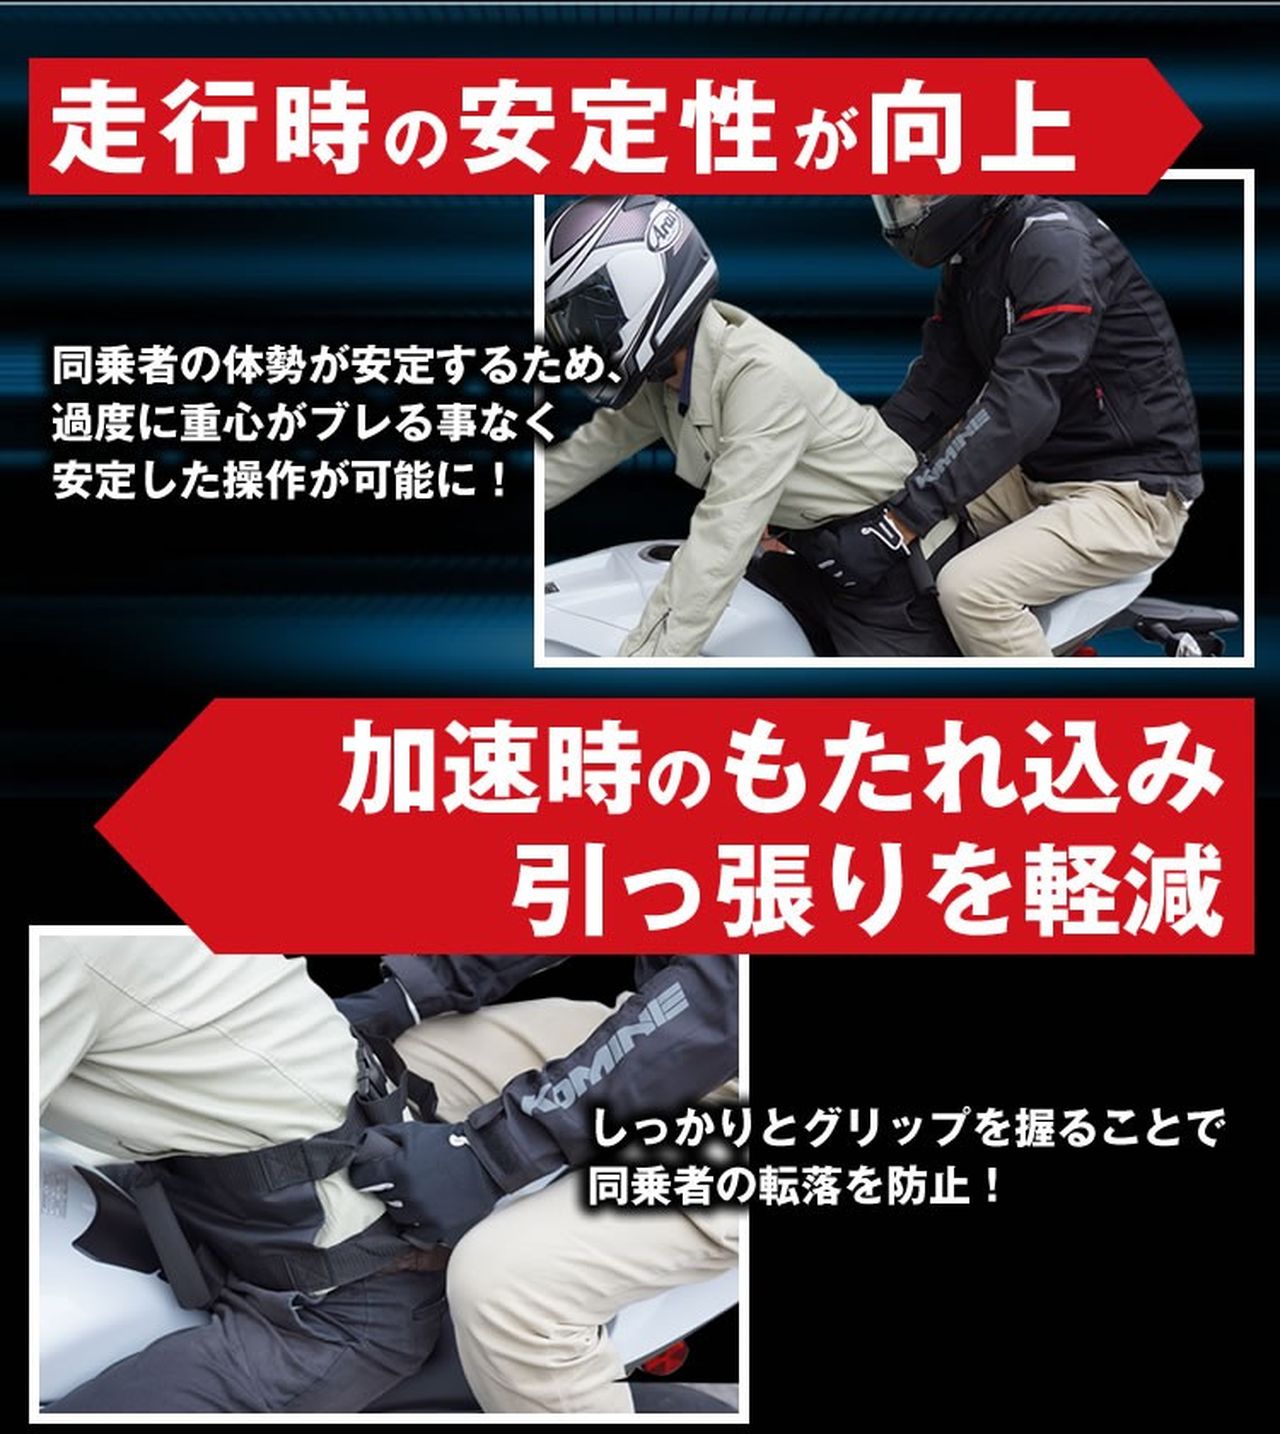 走行時の安定性が向上
Arai
同乗者の体勢が安定するため、
過度に重心がブレる事なく
安定した操作が可能に！
KOMINE
加速時のもたれ込み
引っ張りを軽減
KOMINE
しっかりとグリップを握ることで
同乗者の転落を防止！